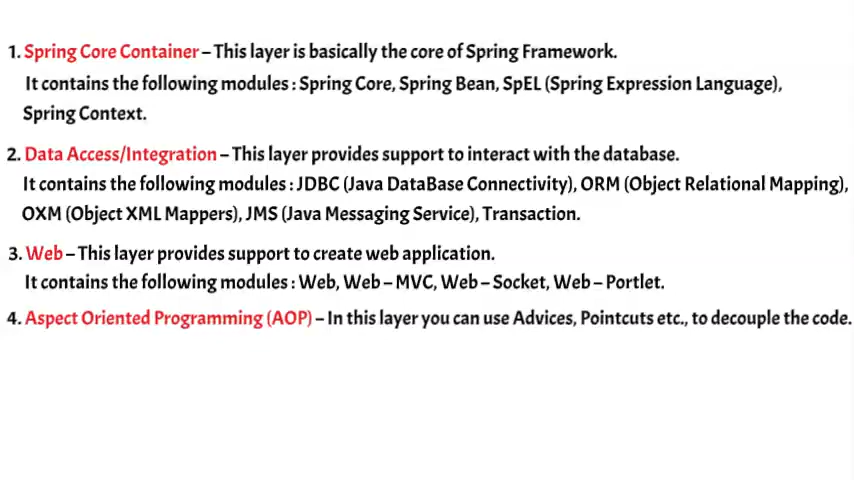 1. Spring Core Container – This layer is basically the core of Spring Framework.
It contains the following modules : Spring Core, Spring Bean, SpEL (Spring Expression Language),
Spring Context.
2. Data Access/Integration – This layer provides support to interact with the database.
It contains the following modules : JDBC (Java DataBase Connectivity), ORM (Object Relational Mapping),
OXM (Object XML Mappers), JMS (Java Messaging Service), Transaction.
3. Web – This layer provides support to create web application.
It contains the following modules : Web, Web – MVC, Web – Socket, Web – Portlet.
4. Aspect Oriented Programming (AOP) – In this layer you can use Advices, Pointcuts etc., to decouple the code.